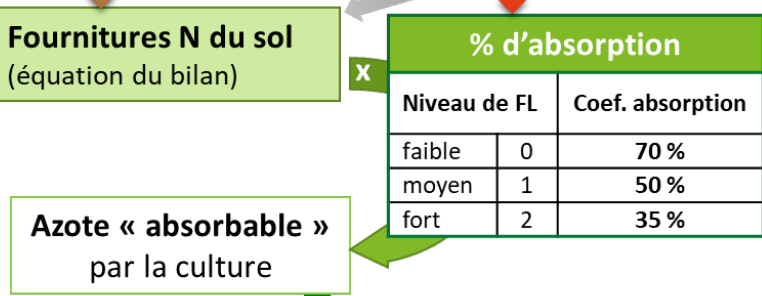 Fournitures N du sol
(équation du bilan)
x
% d’absorption
Niveau de FL Coef. absorption
faible 0 70 %
moyen 1 50 %
fort 2 35 %
Azote « absorbable »
par la culture